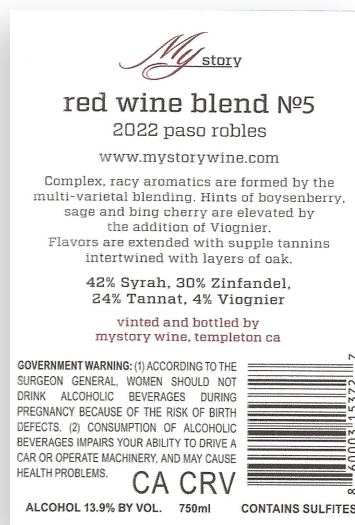 My story
red wine blend Nº5
2022 paso robles
www.mystorywine.com
Complex, racy aromatics are formed by the
multi-varietal blending. Hints of boysenberry,
sage and bing cherry are elevated by
the addition of Viognier.
Flavors are extended with supple tannins
intertwined with layers of oak.
42% Syrah, 30% Zinfandel,
24% Tannat, 4% Viognier
vinted and bottled by
mystory wine, templeton ca
GOVERNMENT WARNING: (1) ACCORDING TO THE
SURGEON GENERAL, WOMEN SHOULD NOT
DRINK ALCOHOLIC BEVERAGES DURING
PREGNANCY BECAUSE OF THE RISK OF BIRTH
DEFECTS. (2) CONSUMPTION OF ALCOHOLIC
BEVERAGES IMPAIRS YOUR ABILITY TO DRIVE A
CAR OR OPERATE MACHINERY, AND MAY CAUSE
HEALTH PROBLEMS.
CA CRV
8 60003 15372 7
ALCOHOL 13.9% BY VOL. 750ml CONTAINS SULFITES